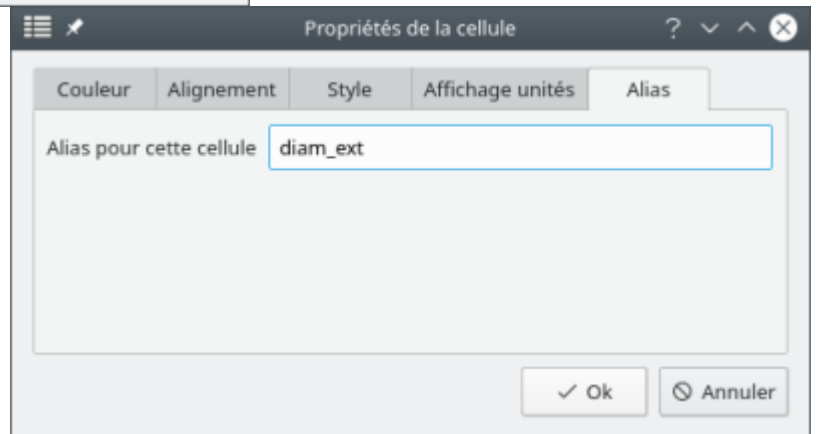 Propriétés de la cellule ?
Couleur Alignement Style Affichage unités Alias
Alias pour cette cellule diam_ext
Ok Annuler